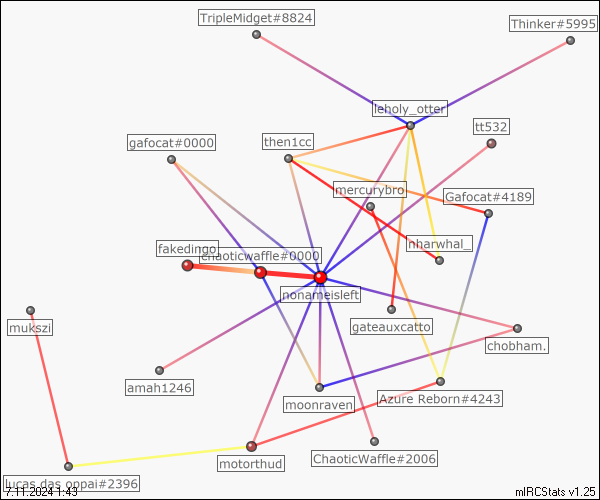 TripleMidget#8824
Thinker#5995
leholy_otter
tt532
gafocat#0000
then1cc
mercurybro
Gafocat#4189
nharwhal_
fakedingo
chaoticwaffle#0000
nonameisleft
mukszi
gateauxcatto
chobham.
amah1246
moonraven
Azure Reborn#4243
motorthud
ChaoticWaffle#2006
lucas das oppai#2396
7.11.2024 1:43
mIRCStats v1.25